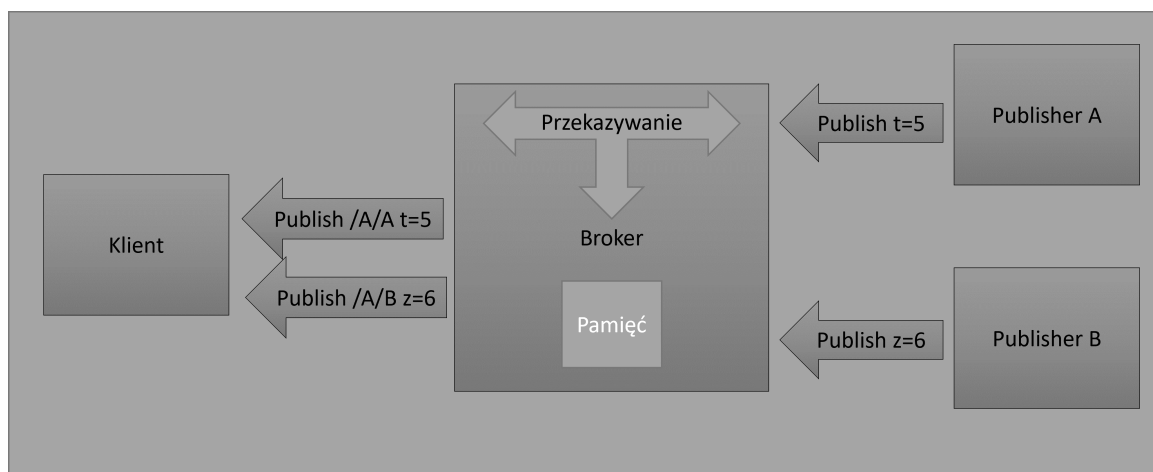 Przekazywanie
Publish t=5
Publisher A
Klient
Publish /A/A t=5
Publish /A/B z=6
Broker
Pamięć
Publish z=6
Publisher B